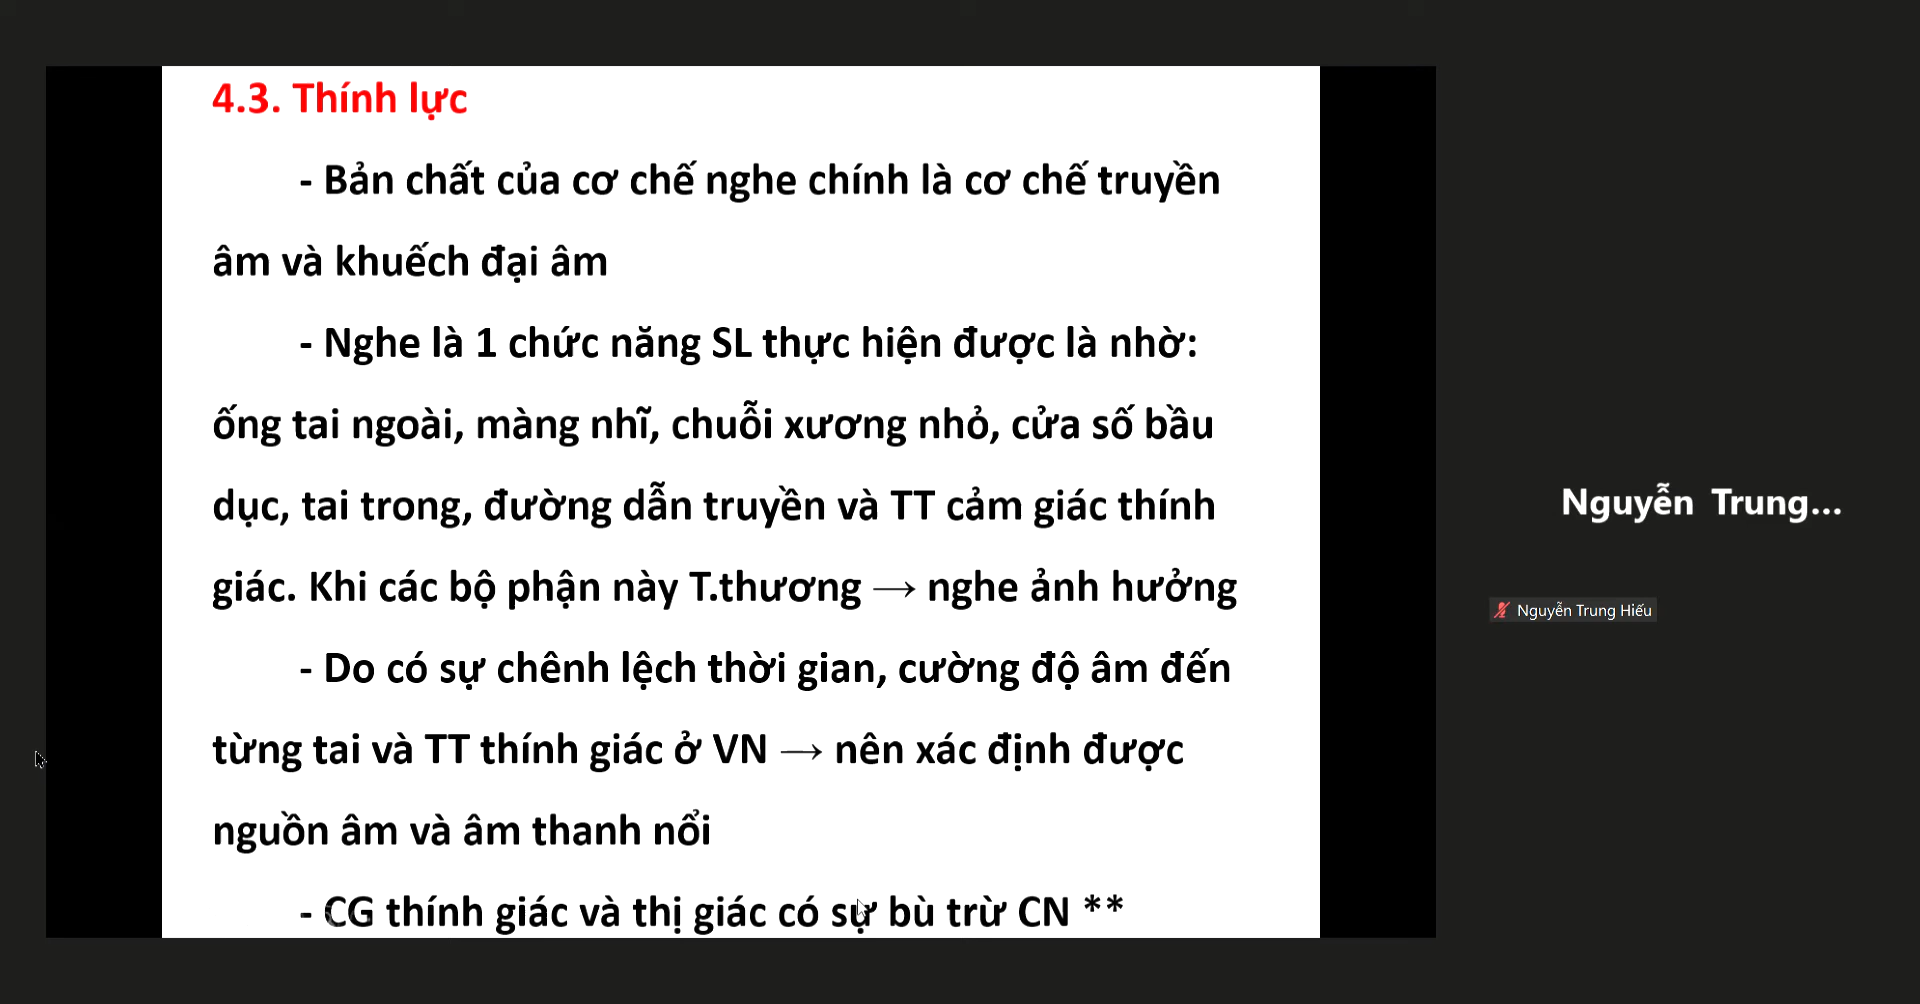 4.3. Thính lực
- Bản chất của cơ chế nghe chính là cơ chế truyền
âm và khuếch đại âm
- Nghe là 1 chức năng SL thực hiện được là nhờ:
ống tai ngoài, màng nhĩ, chuỗi xương nhỏ, cửa số bầu
dục, tai trong, đường dẫn truyền và TT cảm giác thính
giác. Khi các bộ phận này T.thương → nghe ảnh hưởng
- Do có sự chênh lệch thời gian, cường độ âm đến
từng tai và TT thính giác ở VN → nên xác định được
nguồn âm và âm thanh nổi
- CG thính giác và thị giác có sự bù trừ CN **
Nguyễn Trung...
Nguyễn Trung Hiếu